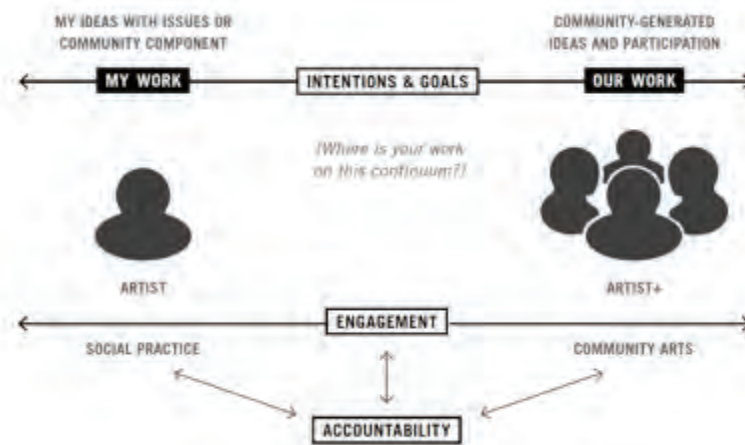 MY IDEAS WITH ISSUES OR
COMMUNITY COMPONENT
COMMUNITY-GENERATED
IDEAS AND PARTICIPATION
MY WORK
INTENTIONS & GOALS
OUR WORK
(Where is your work
on this continuum?)
ARTIST
ARTIST+
ENGAGEMENT
SOCIAL PRACTICE
COMMUNITY ARTS
ACCOUNTABILITY